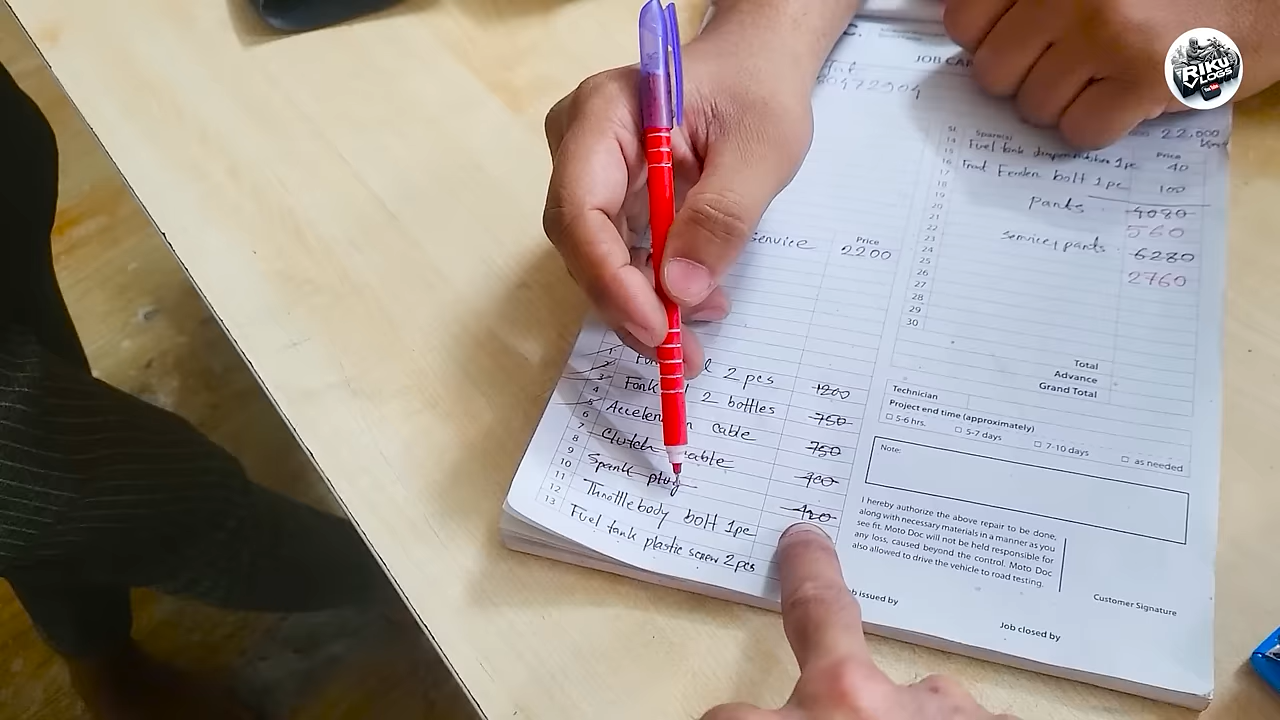 RIKU
VLOGS
JOB CAR
22,000
Sl. Spare(s) Price
14 Fuel tank 1pc 40
15
16 Front Fender bolt 1pc 100
17
18 parts 4080
19
20 560
21
22 service+parts 6280
23
24 2760
25
26
27
28
29
30
Total
Advance
Grand Total
service Price
2200
1 2 pcs 1200
2
3 Fork 2 bottles 750
4
5 Acceleration cable 750
6
7 Clutch cable 700
8
9 Spark plug 420
10
11 Throttle body bolt 1pc
12
13 Fuel tank plastic screw 2pcs
Technician
Project end time (approximately)
5-6 hrs. 5-7 days 7-10 days as needed
Note:
I hereby authorize the above repair to be done,
along with necessary materials in a manner as you
see fit. Moto Doc will not be held responsible for
any loss, caused beyond the control. Moto Doc
also allowed to drive the vehicle to road testing.
issued by
Customer Signature
Job closed by